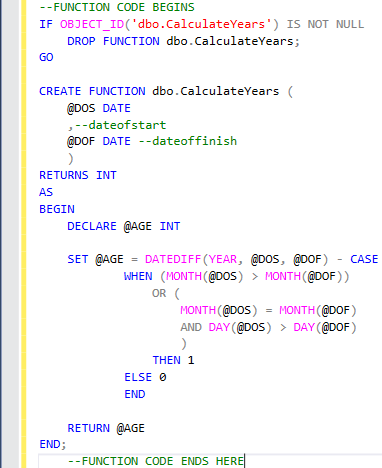 --FUNCTION CODE BEGINS
IF OBJECT_ID('dbo.CalculateYears') IS NOT NULL
    DROP FUNCTION dbo.CalculateYears;
GO

CREATE FUNCTION dbo.CalculateYears (
    @DOS DATE
    ,--dateofstart
    @DOF DATE --dateoffinish
    )
RETURNS INT
AS
BEGIN
    DECLARE @AGE INT

    SET @AGE = DATEDIFF(YEAR, @DOS, @DOF) - CASE
            WHEN (MONTH(@DOS) > MONTH(@DOF))
                OR (
                    MONTH(@DOS) = MONTH(@DOF)
                    AND DAY(@DOS) > DAY(@DOF)
                    )
                THEN 1
            ELSE 0
            END

    RETURN @AGE
END;
    --FUNCTION CODE ENDS HERE